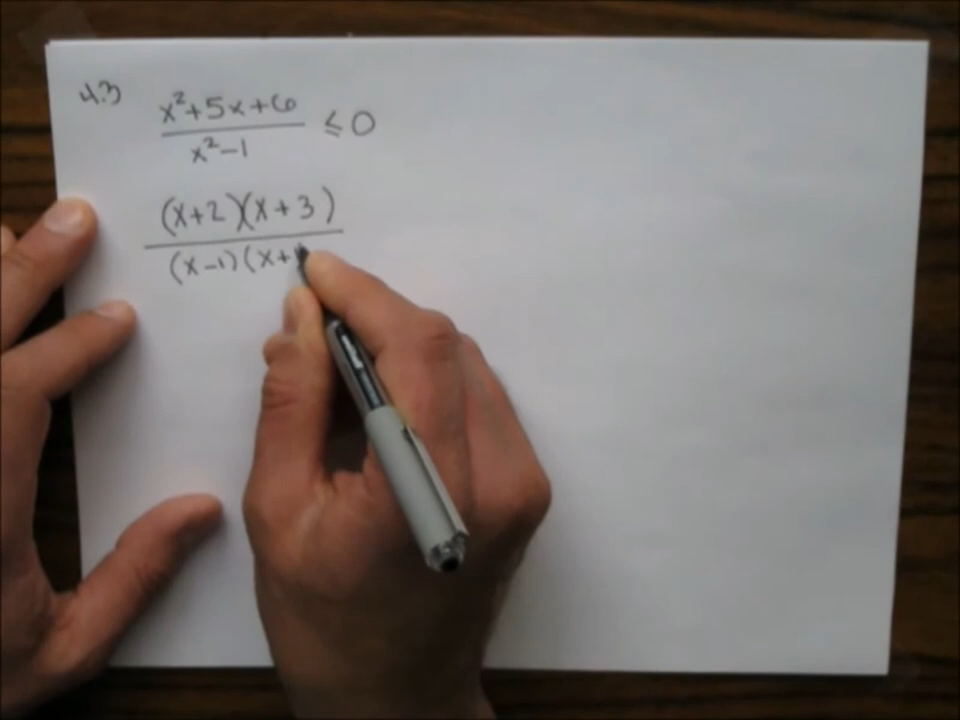 4.3
x²+5x+6
x²-1
≤ 0
(x+2)(x+3)
(x-1)(x+